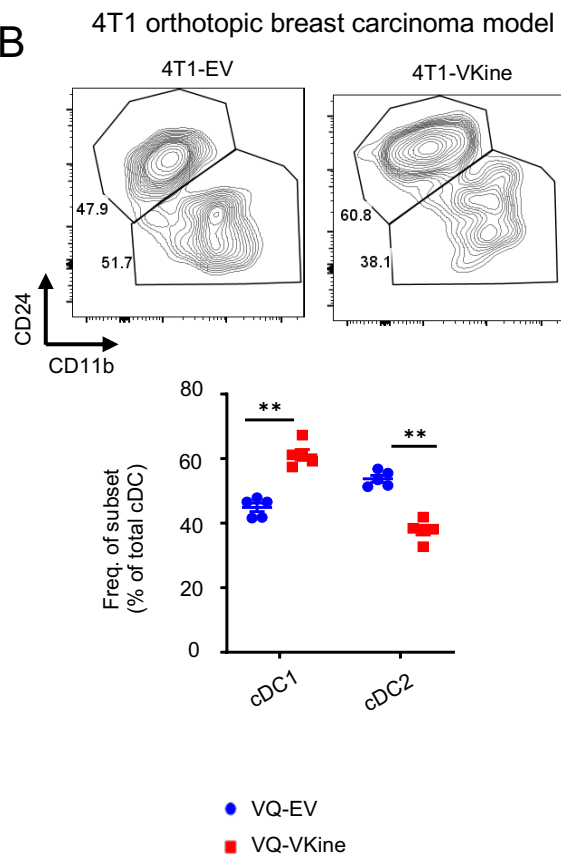 B
4T1 orthotopic breast carcinoma model
4T1-EV
4T1-VKine
47.9
51.7
60.8
38.1
CD24
CD11b
80
60
40
20
0
Freq. of subset
(% of total cDC)
**
**
cDC1
cDC2
VQ-EV
VQ-VKine